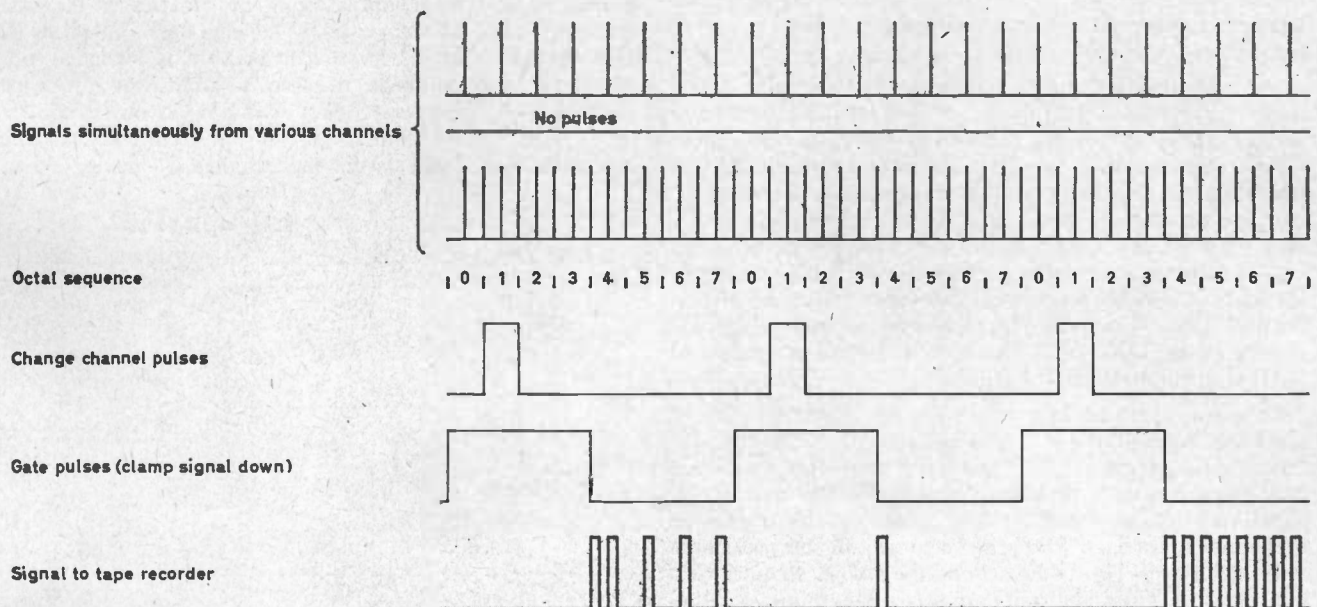 No pulses
Signals simultaneously from various channels
Octal sequence
0 1 2 3 4 5 6 7 0 1 2 3 4 5 6 7 0 1 2 3 4 5 6 7
Change channel pulses
Gate pulses (clamp signal down)
Signal to tape recorder